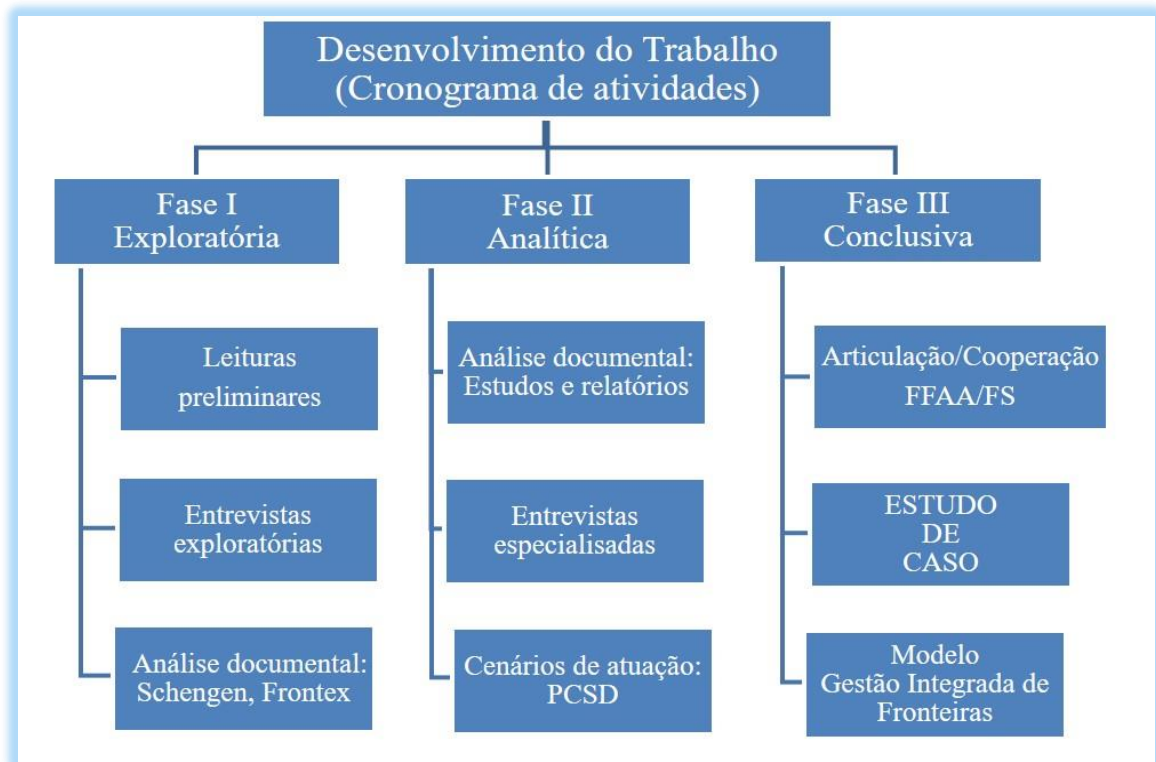 Desenvolvimento do Trabalho
(Cronograma de atividades)
Fase I
Exploratória
Leituras
preliminares
Entrevistas
exploratórias
Análise documental:
Schengen, Frontex
Fase II
Analítica
Análise documental:
Estudos e relatórios
Entrevistas
especialisadas
Cenários de atuação:
PCSD
Fase III
Conclusiva
Articulação/Cooperação
FFAA/FS
ESTUDO
DE
CASO
Modelo
Gestão Integrada de
Fronteiras